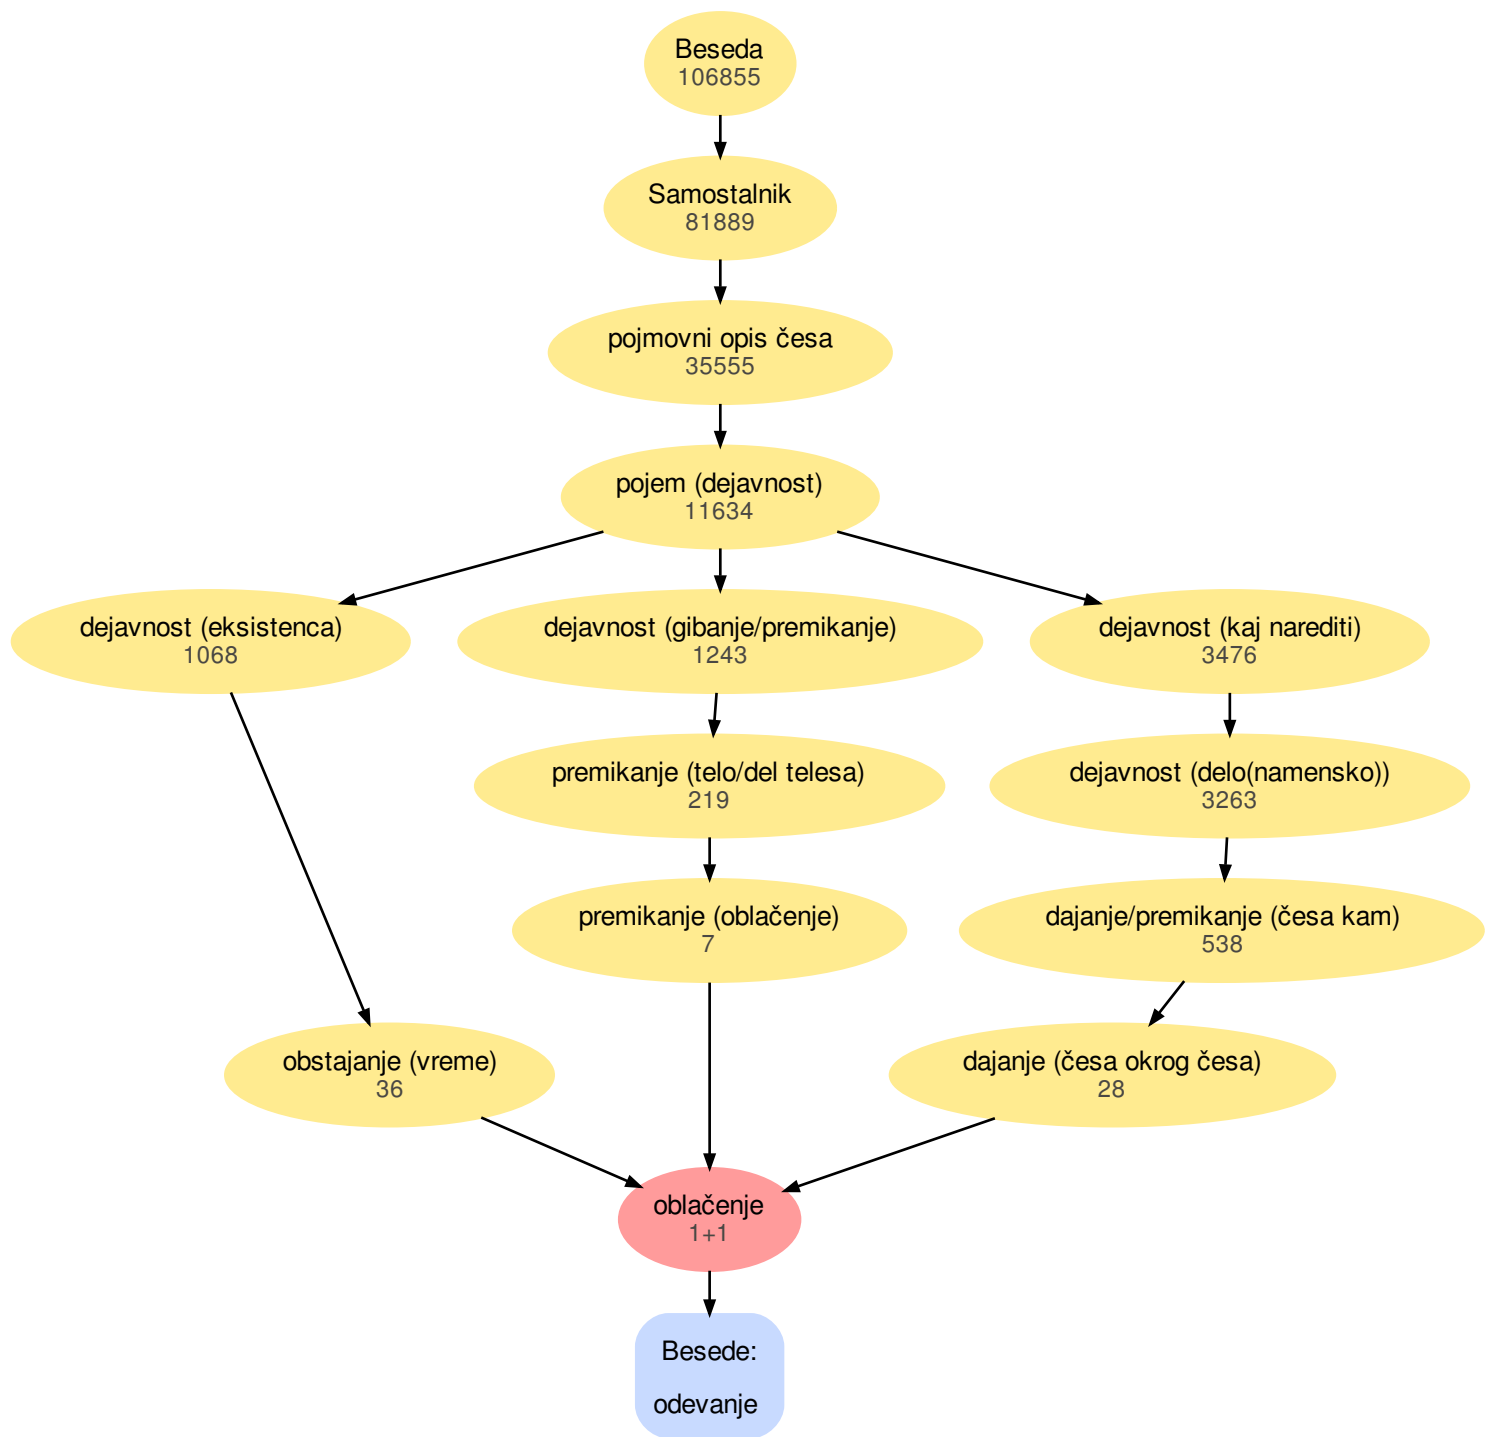 Beseda
106855
Samostalnik
81889
pojmovni opis česa
35555
pojem (dejavnost)
11634
dejavnost (eksistenca)
1068
dejavnost (gibanje/premikanje)
1243
dejavnost (kaj narediti)
3476
premikanje (telo/del telesa)
219
dejavnost (delo(namensko))
3263
premikanje (oblačenje)
7
dajanje/premikanje (česa kam)
538
obstajanje (vreme)
36
dajanje (česa okrog česa)
28
oblačenje
1+1
Besede:
odevanje